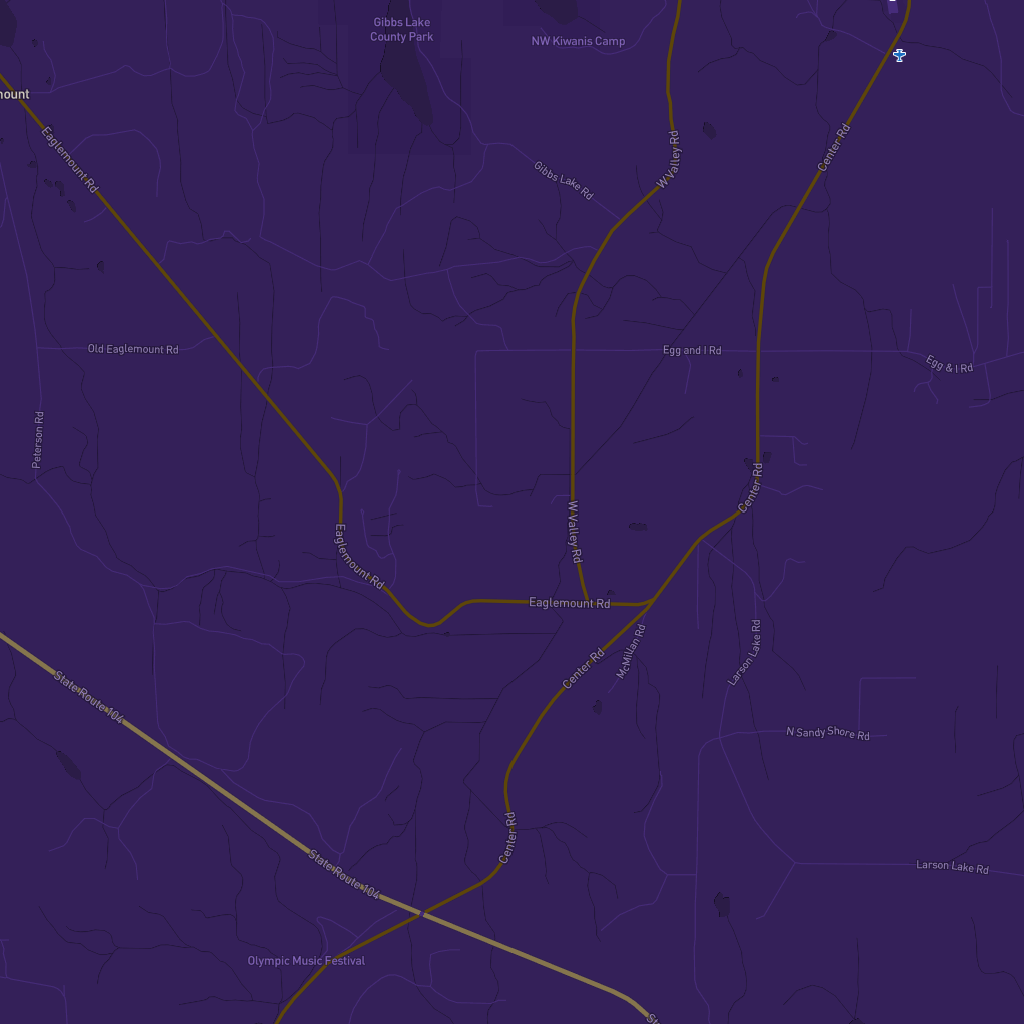 Gibbs Lake
County Park
NW Kiwanis Camp
mount
Eaglemount Rd
W Valley Rd
Center Rd
Gibbs Lake Rd
Old Eaglemount Rd
Egg and I Rd
Egg & I Rd
Peterson Rd
Center Rd
W Valley Rd
Eaglemount Rd
Eaglemount Rd
McMillan Rd
Larson Lake Rd
Center Rd
State Route 104
N Sandy Shore Rd
Center Rd
State Route 104
Larson Lake Rd
Olympic Music Festival
St